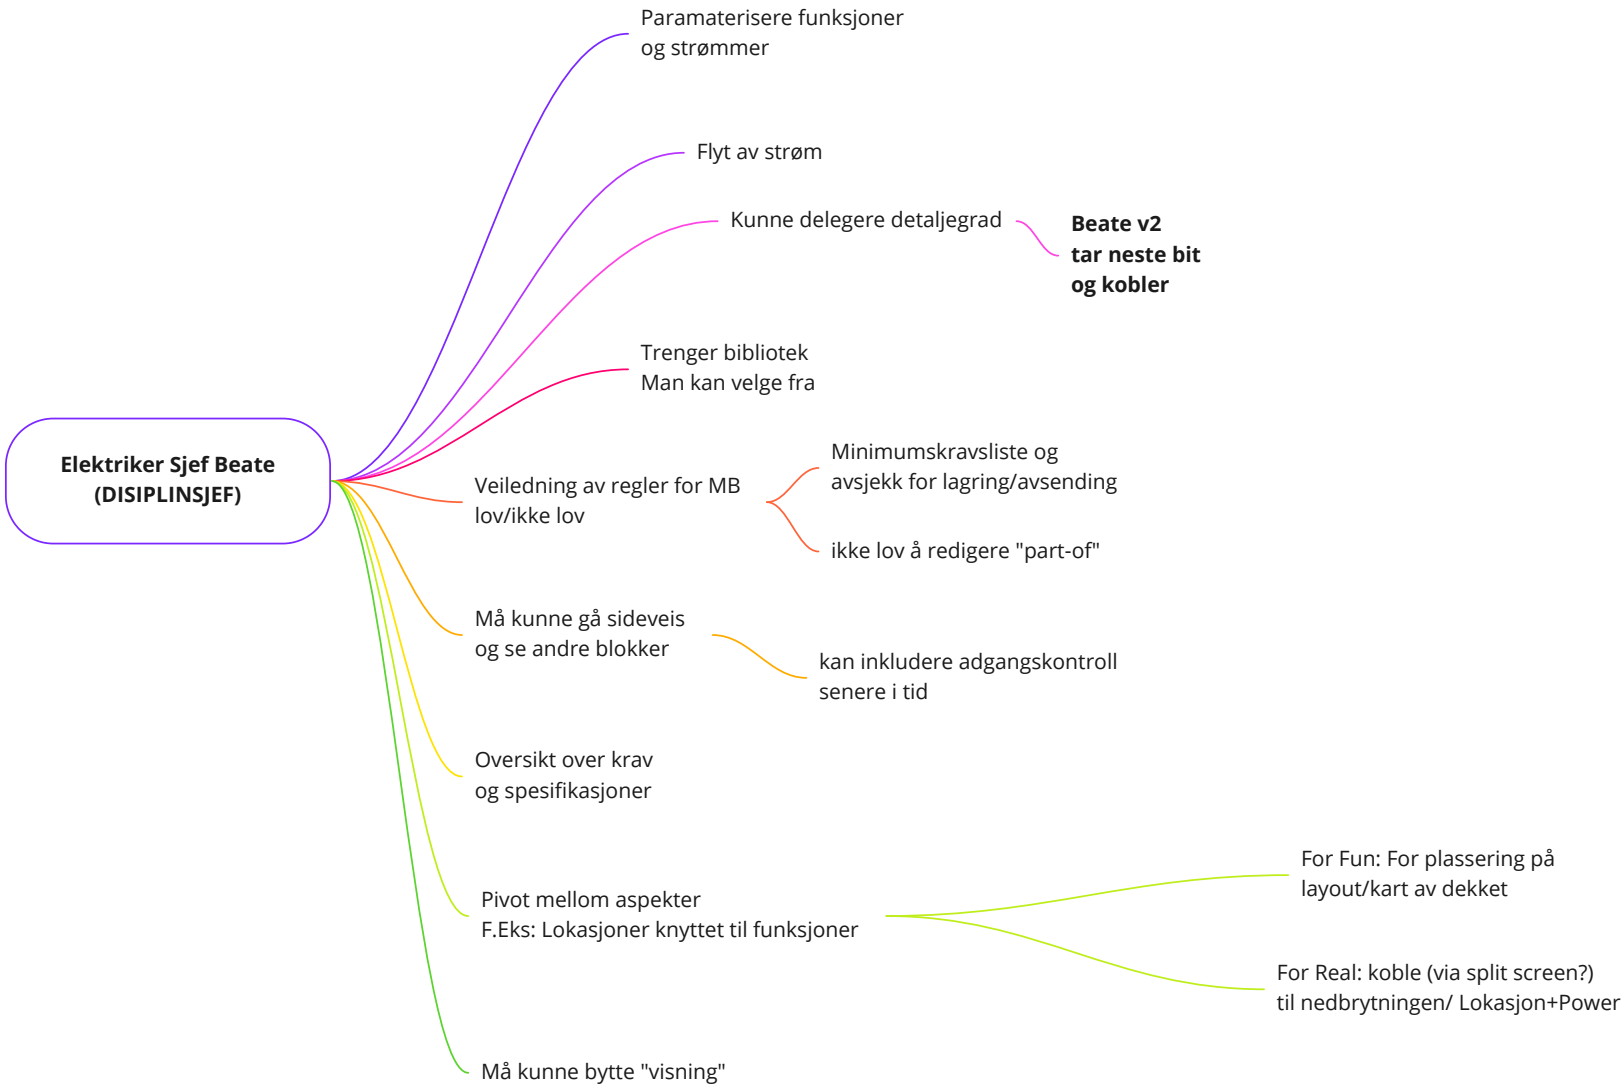 Paramaterisere funksjoner
og strømmer
Flyt av strøm
Kunne delegere detaljegrad
Beate v2
tar neste bit
og kobler
Trenger bibliotek
Man kan velge fra
Elektriker Sjef Beate
(DISIPLINSJEF)
Veiledning av regler for MB
lov/ikke lov
Minimumskravsliste og
avsjekk for lagring/avsending
ikke lov å redigere "part-of"
Må kunne gå sideveis
og se andre blokker
kan inkludere adgangskontroll
senere i tid
Oversikt over krav
og spesifikasjoner
Pivot mellom aspekter
F.Eks: Lokasjoner knyttet til funksjoner
For Fun: For plassering på
layout/kart av dekket
For Real: koble (via split screen?)
til nedbrytningen/ Lokasjon+Power
Må kunne bytte "visning"